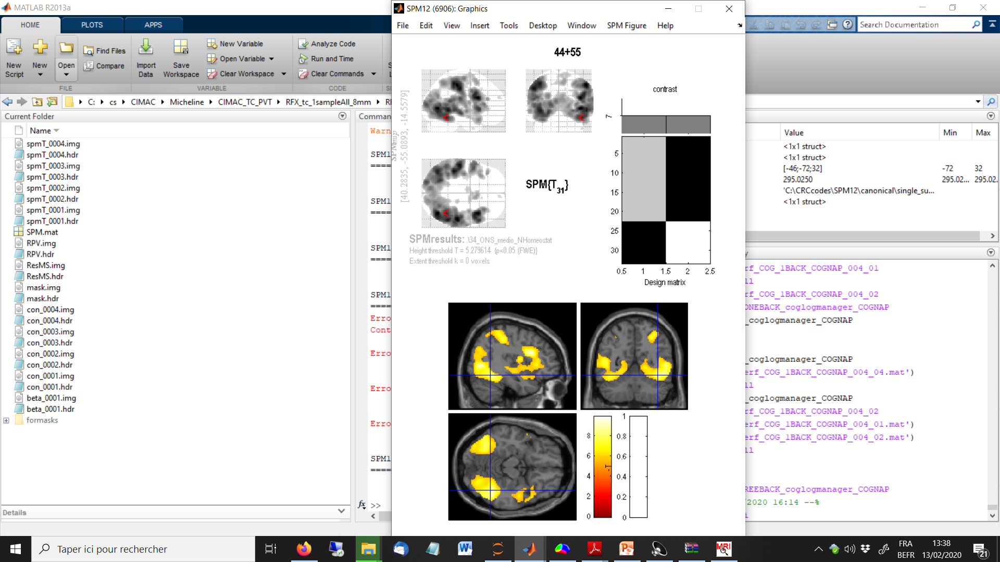 MATLAB R2013a
HOME
PLOTS
APPS
Search Documentation
New Script
New
Open
Find Files
Compare
Import Data
Save Workspace
New Variable
Open Variable
Clear Workspace
Analyze Code
Run and Time
Clear Commands
FILE
VARIABLE
CODE
C: cs CIMAC Micheline CIMAC_TC_PVT RFX_tc_1sampleAll_8mm
Current Folder
Name
spmT_0004.img
spmT_0004.hdr
spmT_0003.img
spmT_0003.hdr
spmT_0002.img
spmT_0002.hdr
spmT_0001.img
spmT_0001.hdr
SPM.mat
RPV.img
RPV.hdr
ResMS.img
ResMS.hdr
mask.img
mask.hdr
con_0004.img
con_0004.hdr
con_0003.img
con_0003.hdr
con_0002.img
con_0002.hdr
con_0001.img
con_0001.hdr
beta_0001.img
beta_0001.hdr
formasks
Details
Comman
Warn
SPM1
=====
SPM1
=====
SPM1
=====
SPM1
=====
Erro
Cont
Erro
Erro
Erro
SPM1
=====
fx >>
SPM12 (6906): Graphics
File Edit View Insert Tools Desktop Window SPM Figure Help
44+55
SPMmip
[40.2835, -55.0893, -14.5579]
SPM{T31}
SPMresults: .\34_ONS_medio_NHomeostat
Height threshold T = 5.279614 {p<0.05 (FWE)}
Extent threshold k = 0 voxels
contrast
7
5
10
15
20
25
30
0.5 1 1.5 2 2.5
Design matrix
8
6
4
2
0
1
0.8
0.6
0.4
0.2
0
Value Min Max
<1x1 struct>
<1x1 struct>
[-46;-72;32] -72 32
295.0250 295.02... 295.02.
'C:\CRCcodes\SPM12\canonical\single_su...
<1x1 struct>
y
rf_COG_1BACK_COGNAP_004_01
ll
rf_COG_1BACK_COGNAP_004_02
ONEBACK_coglogmanager_COGNAP
_coglogmanager_COGNAP
_coglogmanager_COGNAP
erf_COG_1BACK_COGNAP_004_04.mat')
ll
_coglogmanager_COGNAP
rf_COG_1BACK_COGNAP_004_02
erf_COG_1BACK_COGNAP_004_01.mat')
erf_COG_1BACK_COGNAP_004_02.mat')
ll
REEBACK_coglogmanager_COGNAP
/2020 16:14 --%
i
Taper ici pour rechercher
MRI
FRA
BEFR
13:38
13/02/2020
21